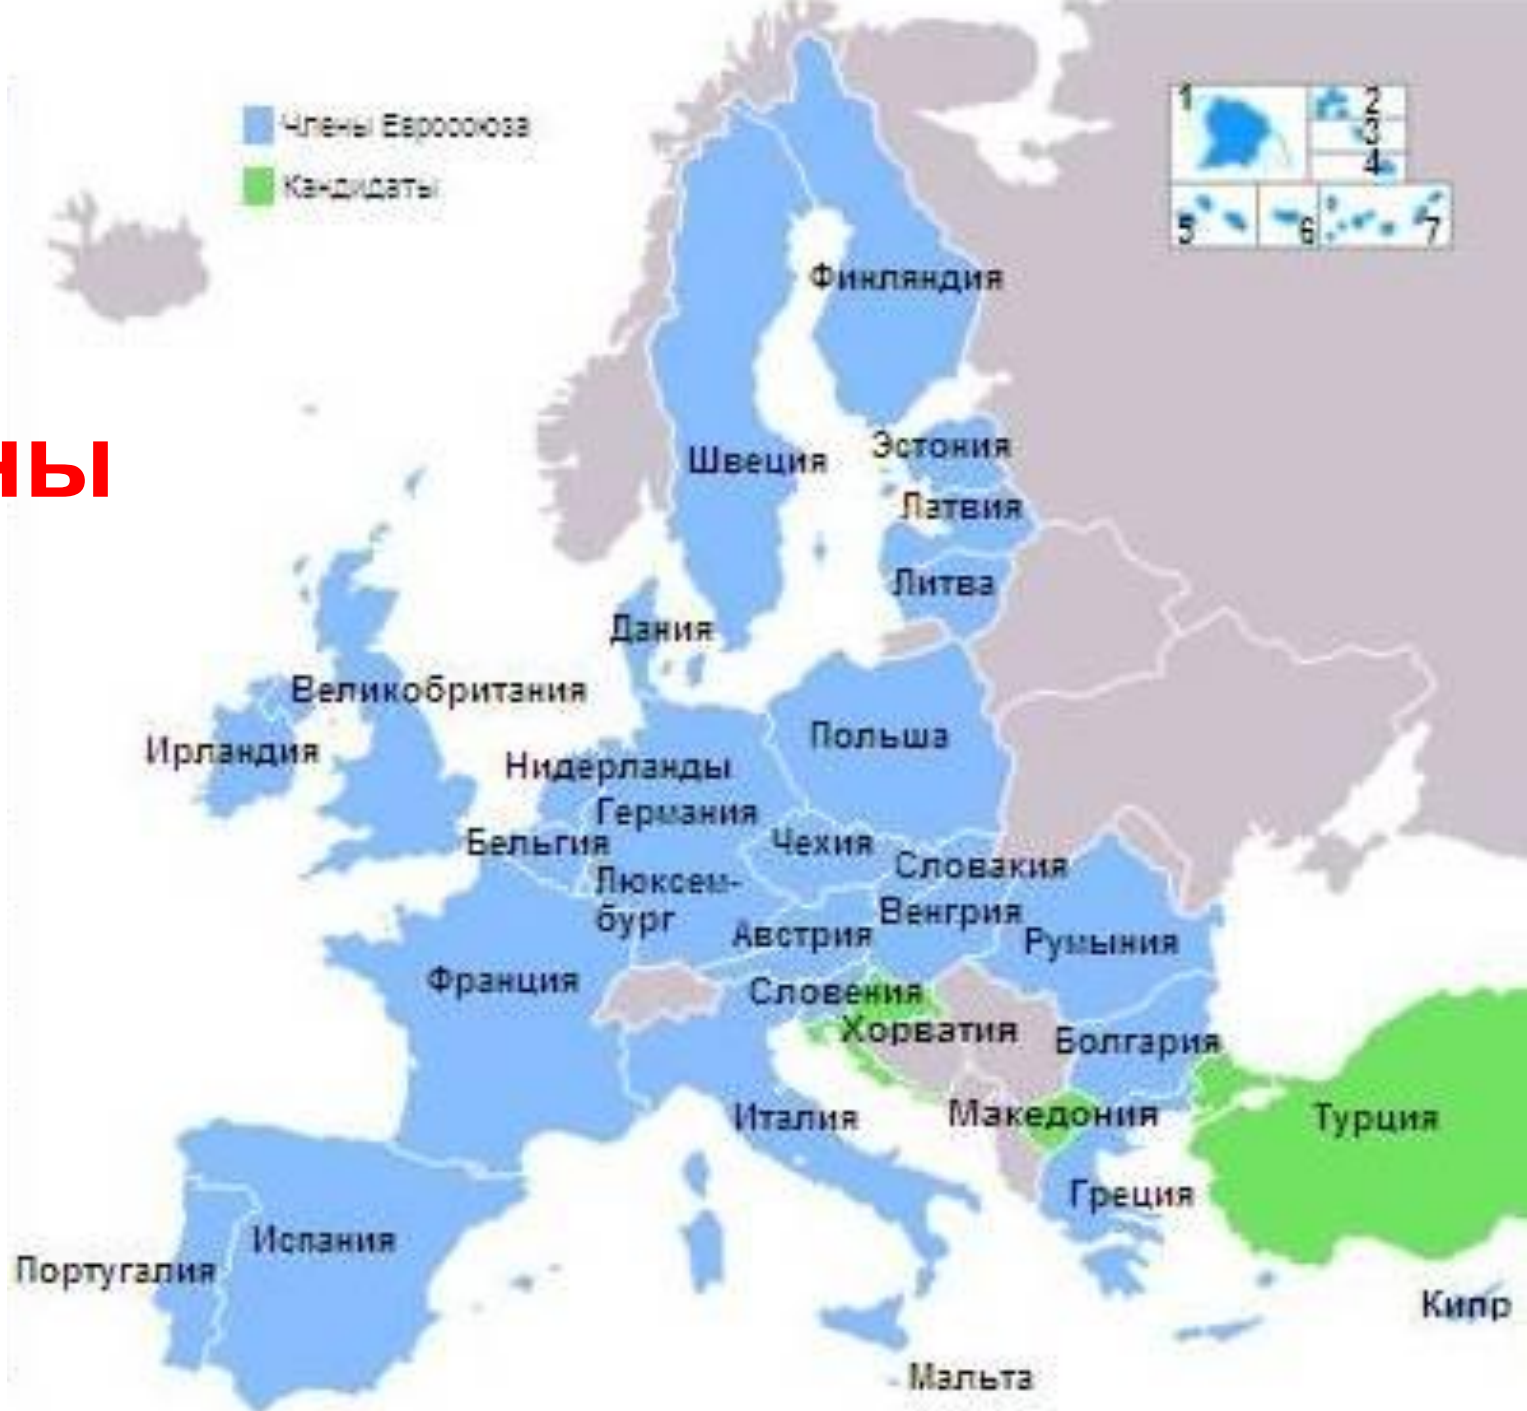 Члены Евросоюза
Кандидаты
1
2
3
4
5
6
7
Финляндия
ны
Швеция
Эстония
Латвия
Литва
Дания
Великобритания
Ирландия
Польша
Нидерланды
Германия
Бельгия
Чехия
Словакия
Люксем-
бург
Венгрия
Австрия
Румыния
Франция
Словения
Хорватия
Болгария
Италия
Македония
Турция
Греция
Испания
Португалия
Кипр
Мальта